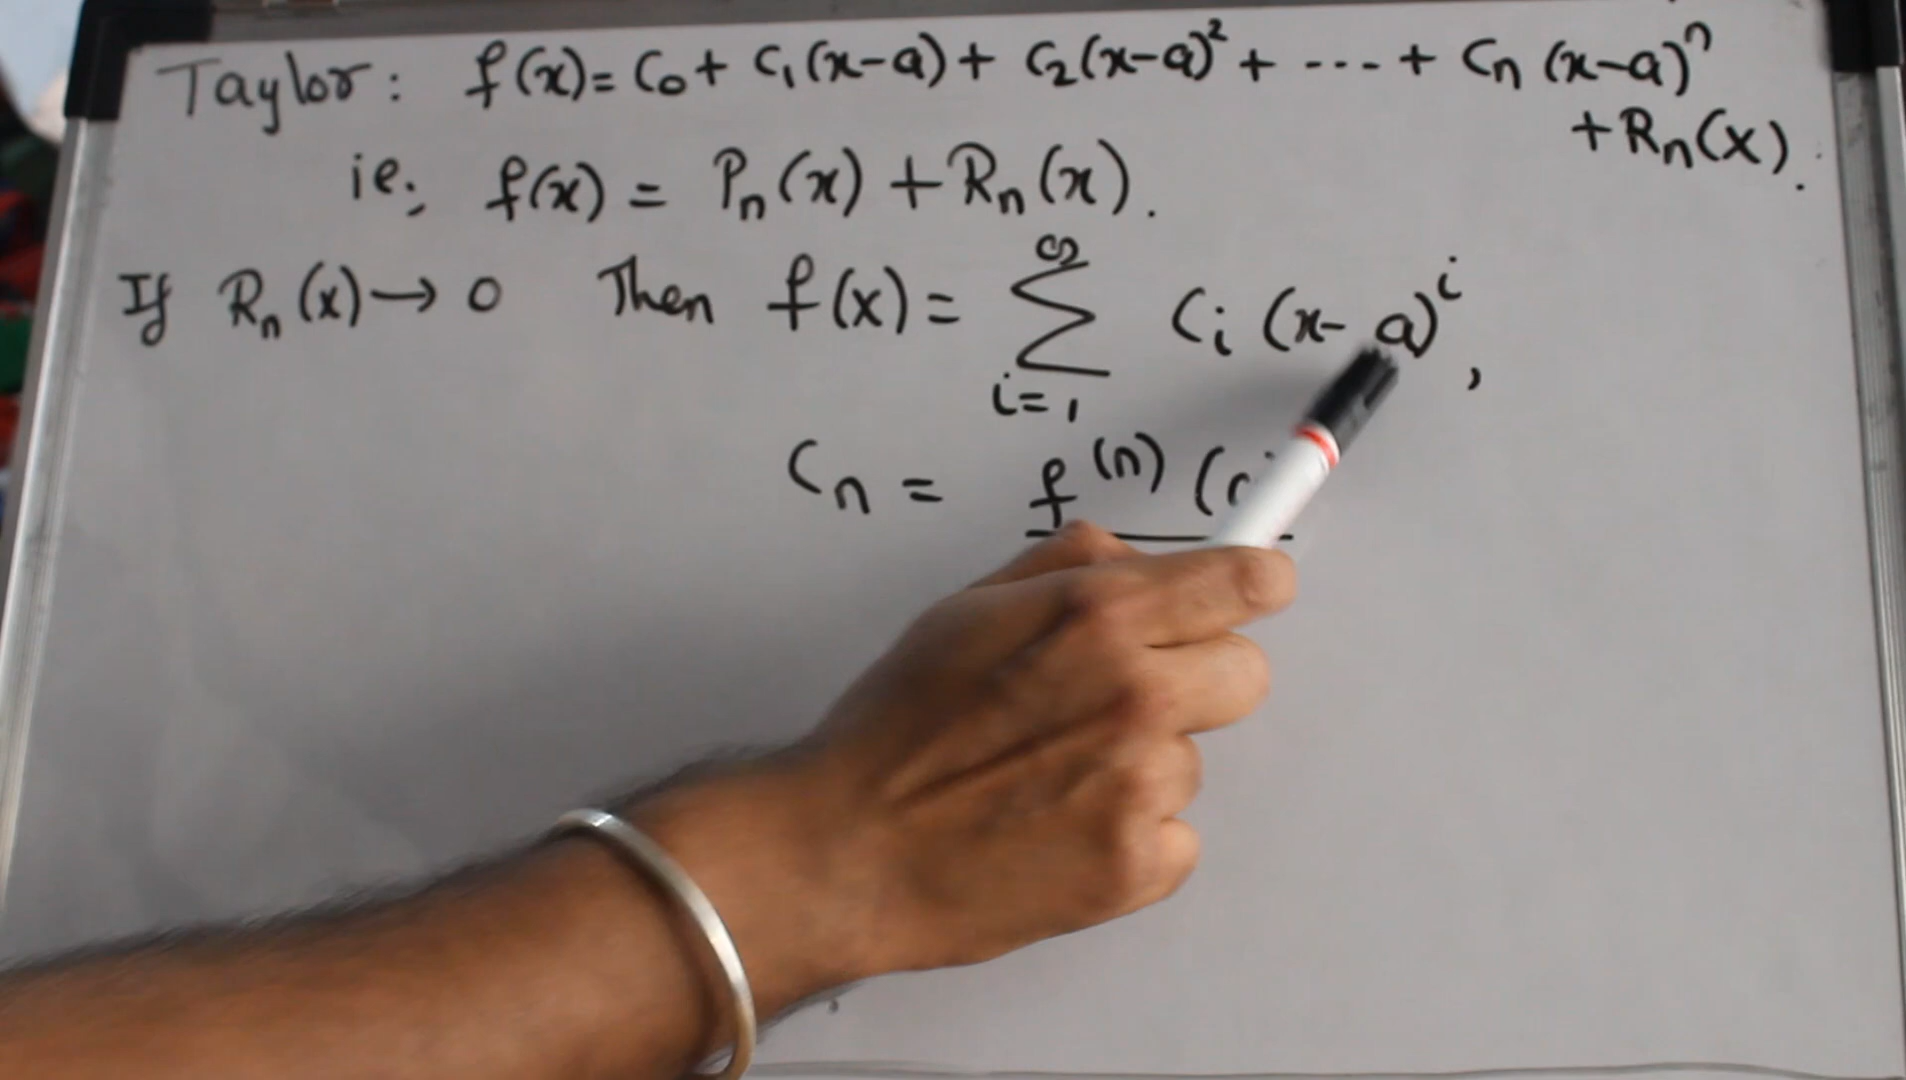 Taylor: f(x) = C₀ + C₁(x-a) + C₂(x-a)² + ---- + Cn (x-a)ⁿ
+ Rn(x).
ie; f(x) = Pn(x) + Rn(x).
If Rn(x) → 0 Then f(x) = ∑_{i=1}^{∞} Ci (x-a)^i,
Cn = f^(n) (